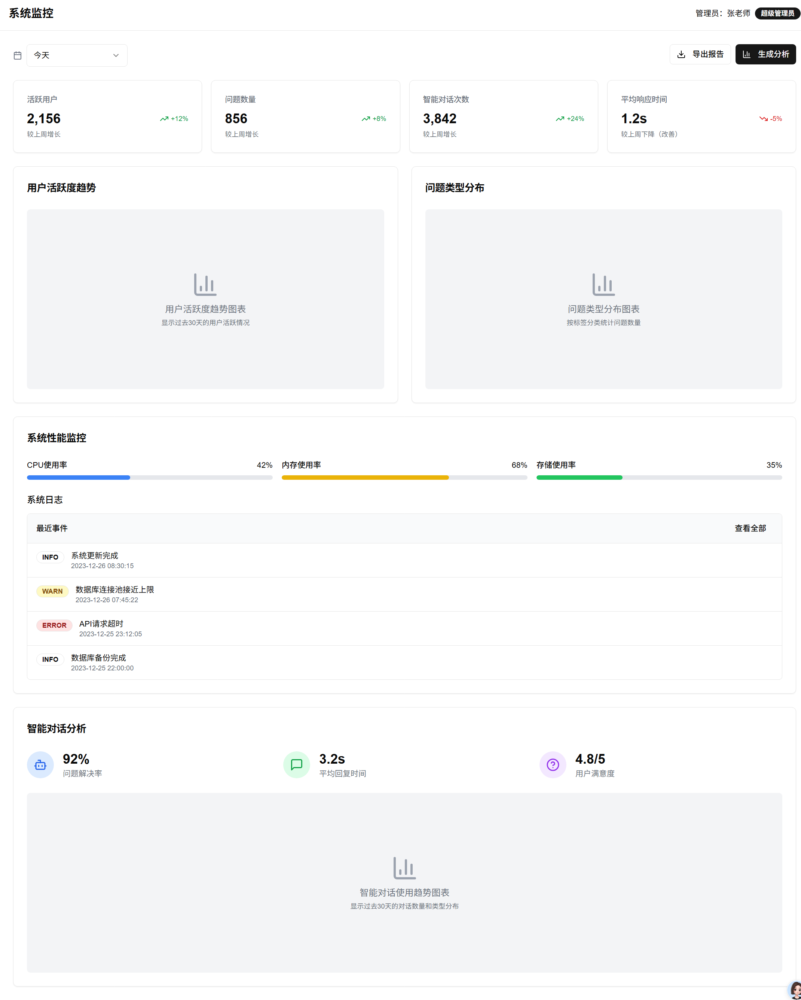 系统监控
管理员：张老师 超级管理员
今天
导出报告
生成分析
活跃用户
2,156
+12%
较上周增长
问题数量
856
+8%
较上周增长
智能对话次数
3,842
+24%
较上周增长
平均响应时间
1.2s
-5%
较上周下降（改善）
用户活跃度趋势
用户活跃度趋势图表
显示过去30天的用户活跃情况
问题类型分布
问题类型分布图表
按标签分类统计问题数量
系统性能监控
CPU使用率 42%
内存使用率 68%
存储使用率 35%
系统日志
最近事件 查看全部
INFO 系统更新完成
2023-12-26 08:30:15
WARN 数据库连接池接近上限
2023-12-26 07:45:22
ERROR API请求超时
2023-12-25 23:12:05
INFO 数据库备份完成
2023-12-25 22:00:00
智能对话分析
92%
问题解决率
3.2s
平均回复时间
4.8/5
用户满意度
智能对话使用趋势图表
显示过去30天的对话数量和类型分布